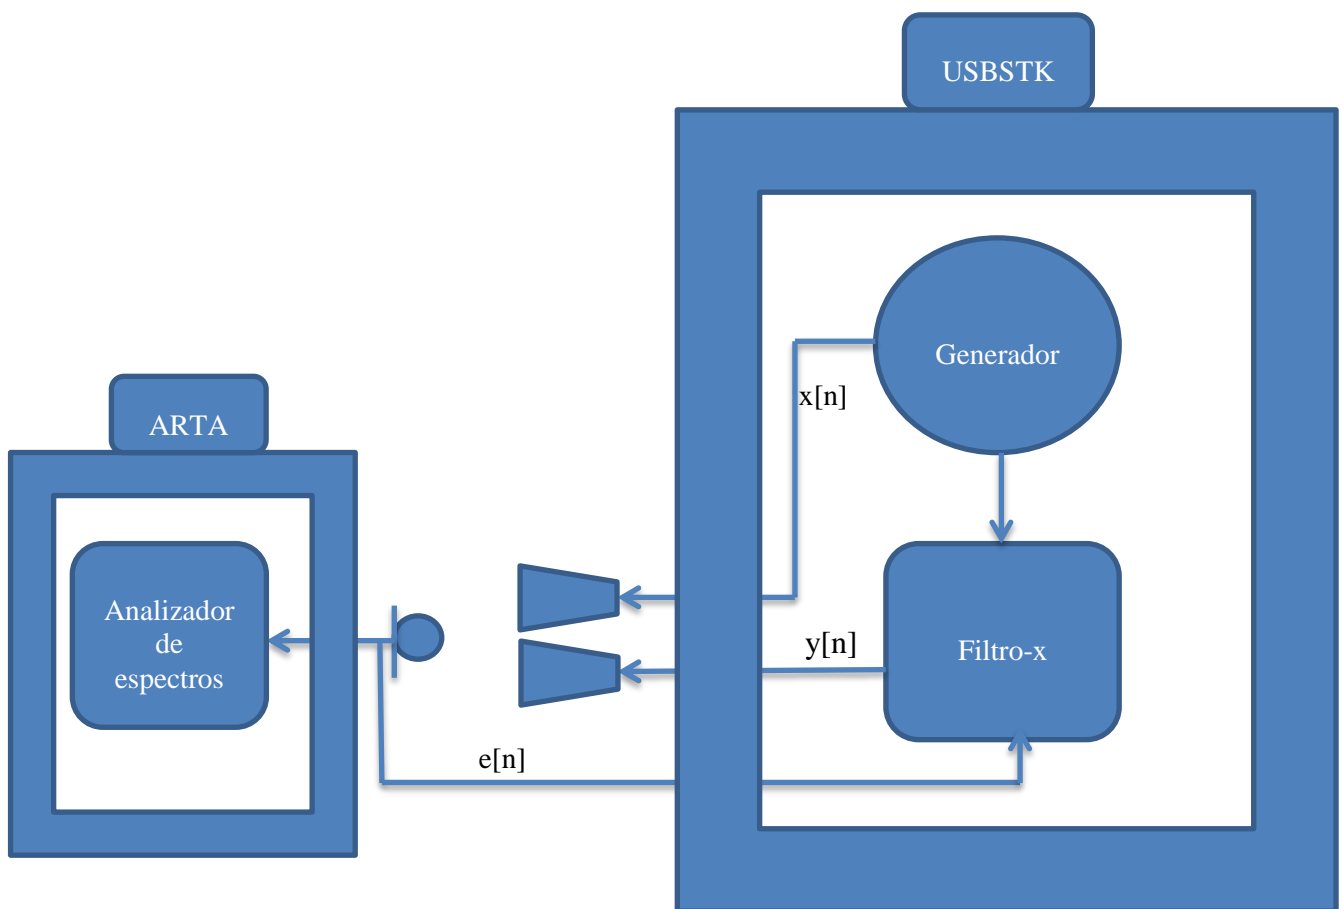 USBSTK
Generador
x[n]
ARTA
Analizador
de
espectros
y[n]
Filtro-x
e[n]